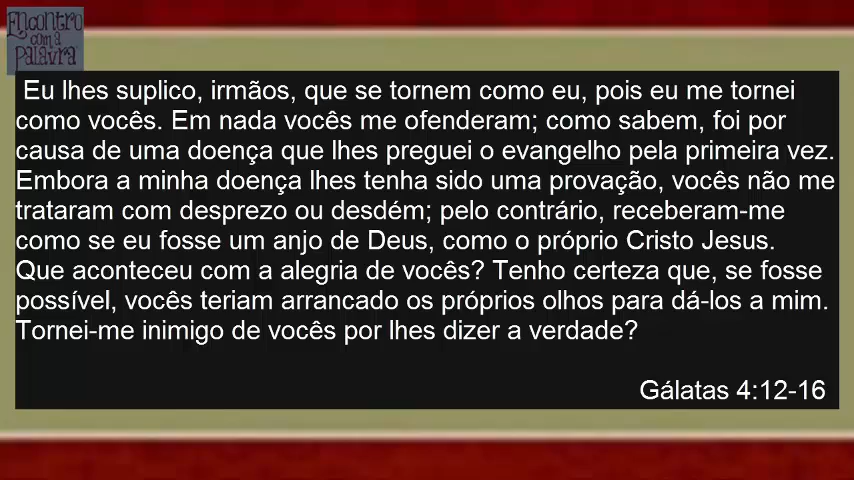 Encontro
com a
Palavra
Eu lhes suplico, irmãos, que se tornem como eu, pois eu me tornei
como vocês. Em nada vocês me ofenderam; como sabem, foi por
causa de uma doença que lhes preguei o evangelho pela primeira vez.
Embora a minha doença lhes tenha sido uma provação, vocês não me
trataram com desprezo ou desdém; pelo contrário, receberam-me
como se eu fosse um anjo de Deus, como o próprio Cristo Jesus.
Que aconteceu com a alegria de vocês? Tenho certeza que, se fosse
possível, vocês teriam arrancado os próprios olhos para dá-los a mim.
Tornei-me inimigo de vocês por lhes dizer a verdade?
Gálatas 4:12-16